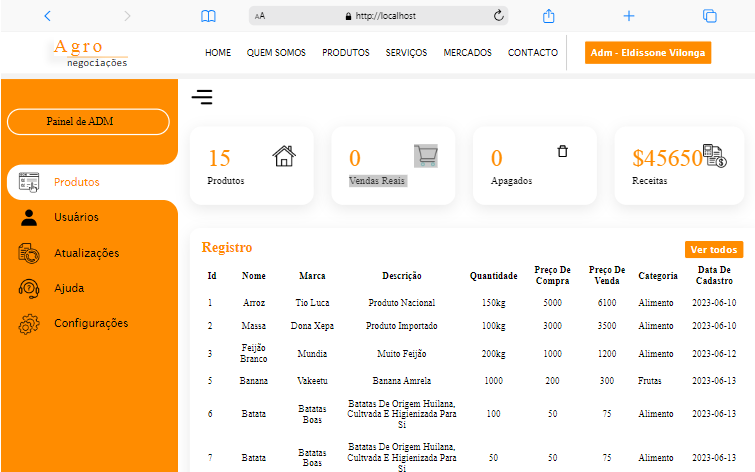 AA
http://localhost
Agro
negociações
HOME QUEM SOMOS PRODUTOS SERVIÇOS MERCADOS CONTACTO
Adm - Eldissone Vilonga
Painel de ADM
Produtos
Usuários
Atualizações
Ajuda
Configurações
15
Produtos
0
Vendas Reais
0
Apagados
$45650
Receitas
Registro
Ver todos
Id Nome Marca Descrição Quantidade Preço De Compra Preço De Venda Categoria Data De Cadastro
1 Arroz Tio Luca Produto Nacional 150kg 5000 6100 Alimento 2023-06-10
2 Massa Dona Xepa Produto Importado 100kg 3000 3500 Alimento 2023-06-10
3 Feijão Branco Mundia Muito Feijão 200kg 1000 1200 Alimento 2023-06-12
5 Banana Vakeetu Banana Amrela 1000 200 300 Frutas 2023-06-13
6 Batata Batatas Boas Batatas De Origem Huilana, Cultvada E Higienizada Para Si 100 50 75 Alimento 2023-06-13
7 Batata Batatas Boas Batatas De Origem Huilana, Cultvada E Higienizada Para Si 50 50 75 Alimento 2023-06-13